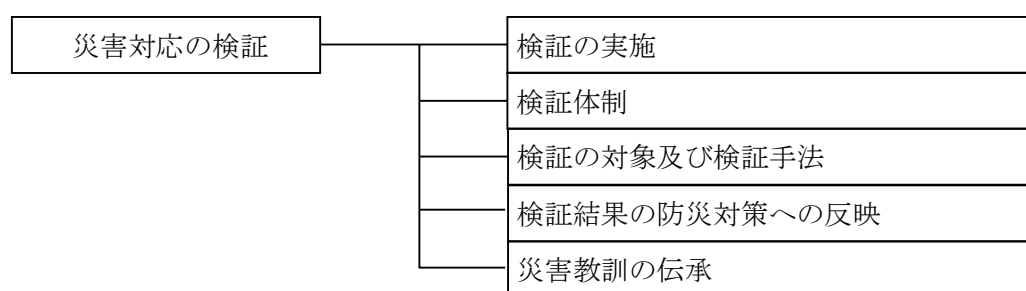 災害対応の検証
検証の実施
検証体制
検証の対象及び検証手法
検証結果の防災対策への反映
災害教訓の伝承